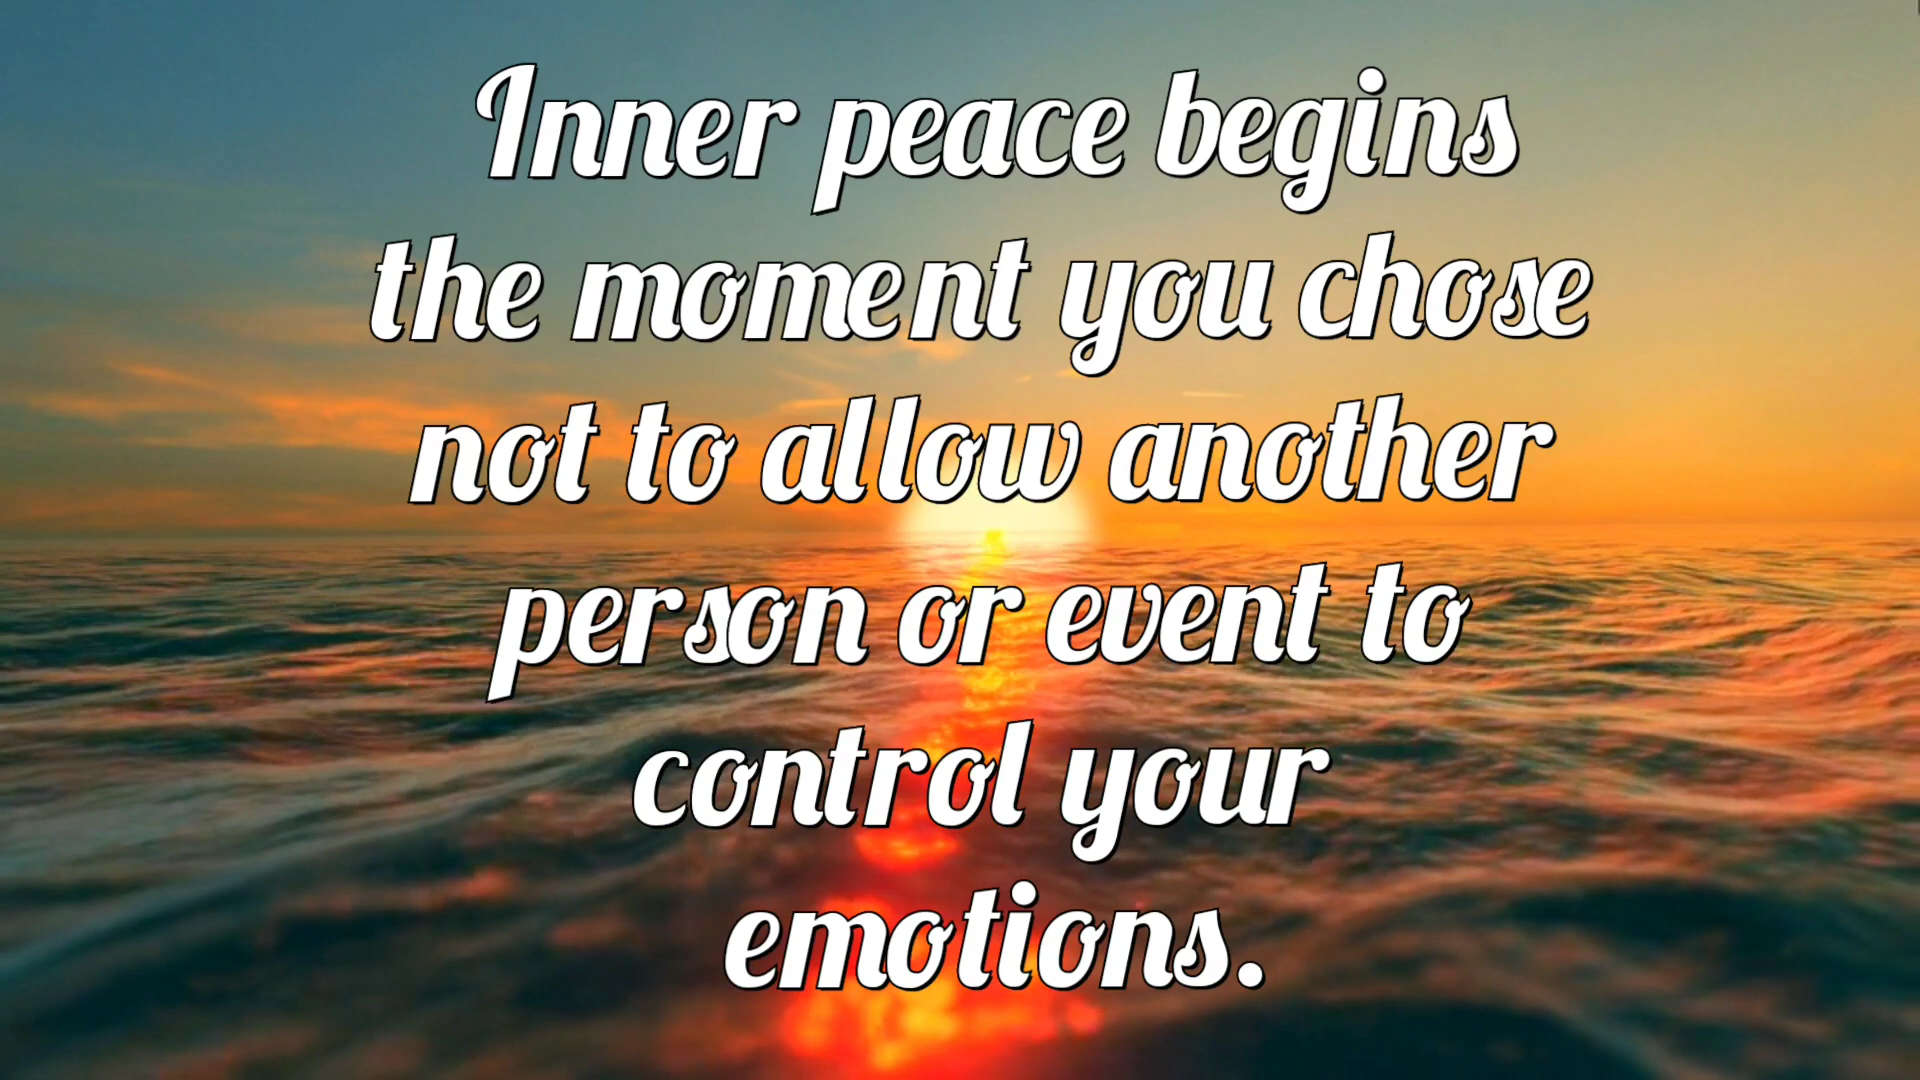 Inner peace begins
the moment you chose
not to allow another
person or event to
control your
emotions.